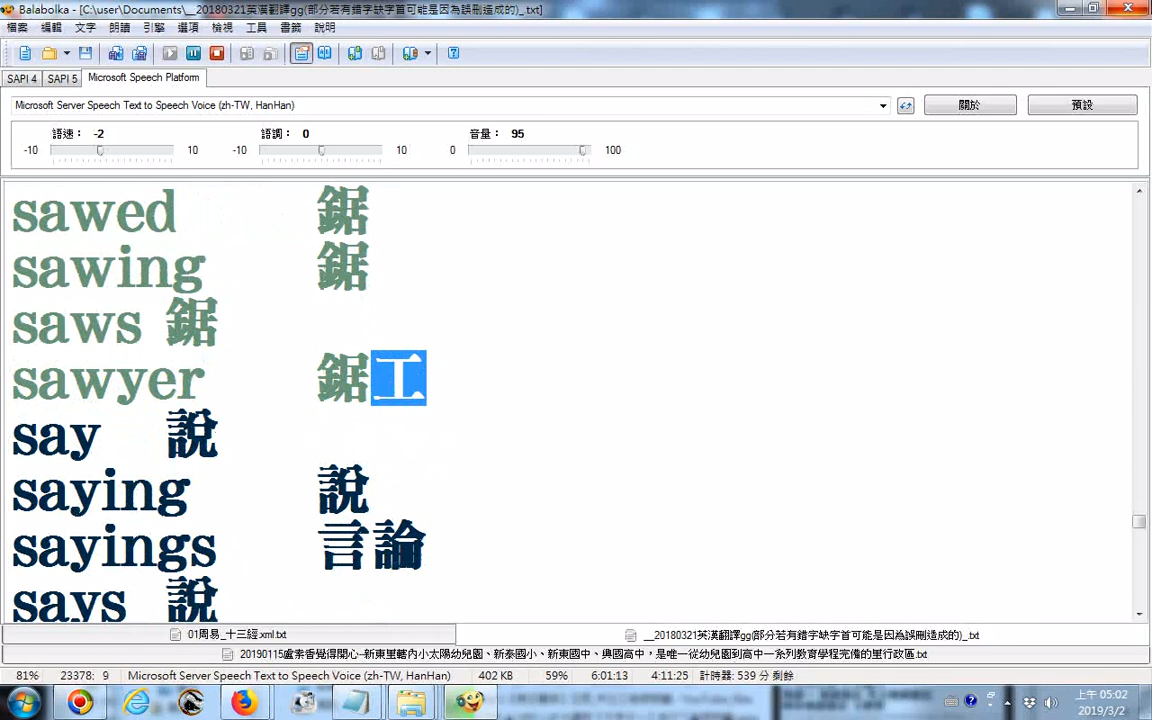 Balabolka - [C:\user\Documents\__20180321英漢翻譯gg(部分若有錯字缺字首可能是因為誤刪造成的)_.txt]
檔案 編輯 文字 朗讀 引擎 選項 檢視 工具 書籤 說明
SAPI 4 SAPI 5 Microsoft Speech Platform
Microsoft Server Speech Text to Speech Voice (zh-TW, HanHan) 關於 預設
語速： -2 語調： 0 音量： 95
-10 10 -10 10 0 100
sawed 鋸
sawing 鋸
saws 鋸
sawyer 鋸工
say 說
saying 說
sayings 言論
says 說
01周易_十三經.xml.txt __20180321英漢翻譯gg(部分若有錯字缺字首可能是因為誤刪造成的)_.txt
20190115盧素香覺得開心-新東里轄內小太陽幼兒園、新泰國小、新東國中、興國高中，是唯一從幼兒園到高中一系列教育學程完備的里行政區.txt
81% 23378: 9 Microsoft Server Speech Text to Speech Voice (zh-TW, HanHan) 402 KB 59% 6:01:13 4:11:25 計時器: 539 分 剩餘
上午 05:02
2019/3/2